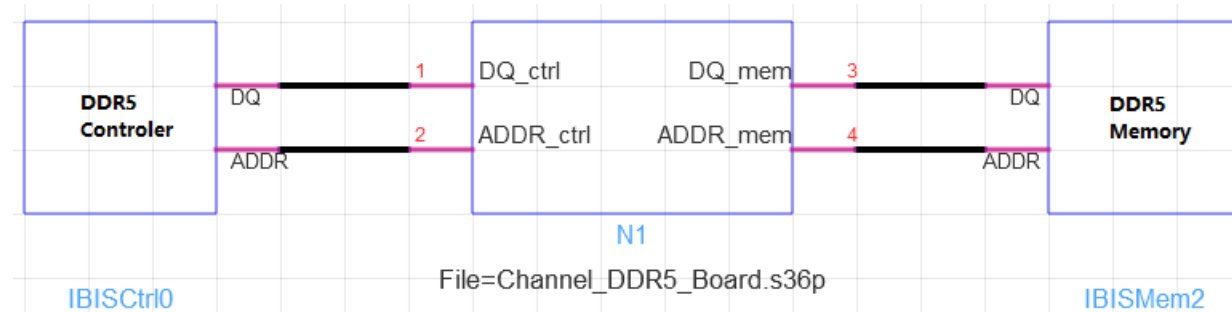 DDR5
Controler
DQ
ADDR
1
2
DQ_ctrl
ADDR_ctrl
DQ_mem
ADDR_mem
3
4
DQ
ADDR
DDR5
Memory
N1
File=Channel_DDR5_Board.s36p
IBISCtrl0
IBISMem2